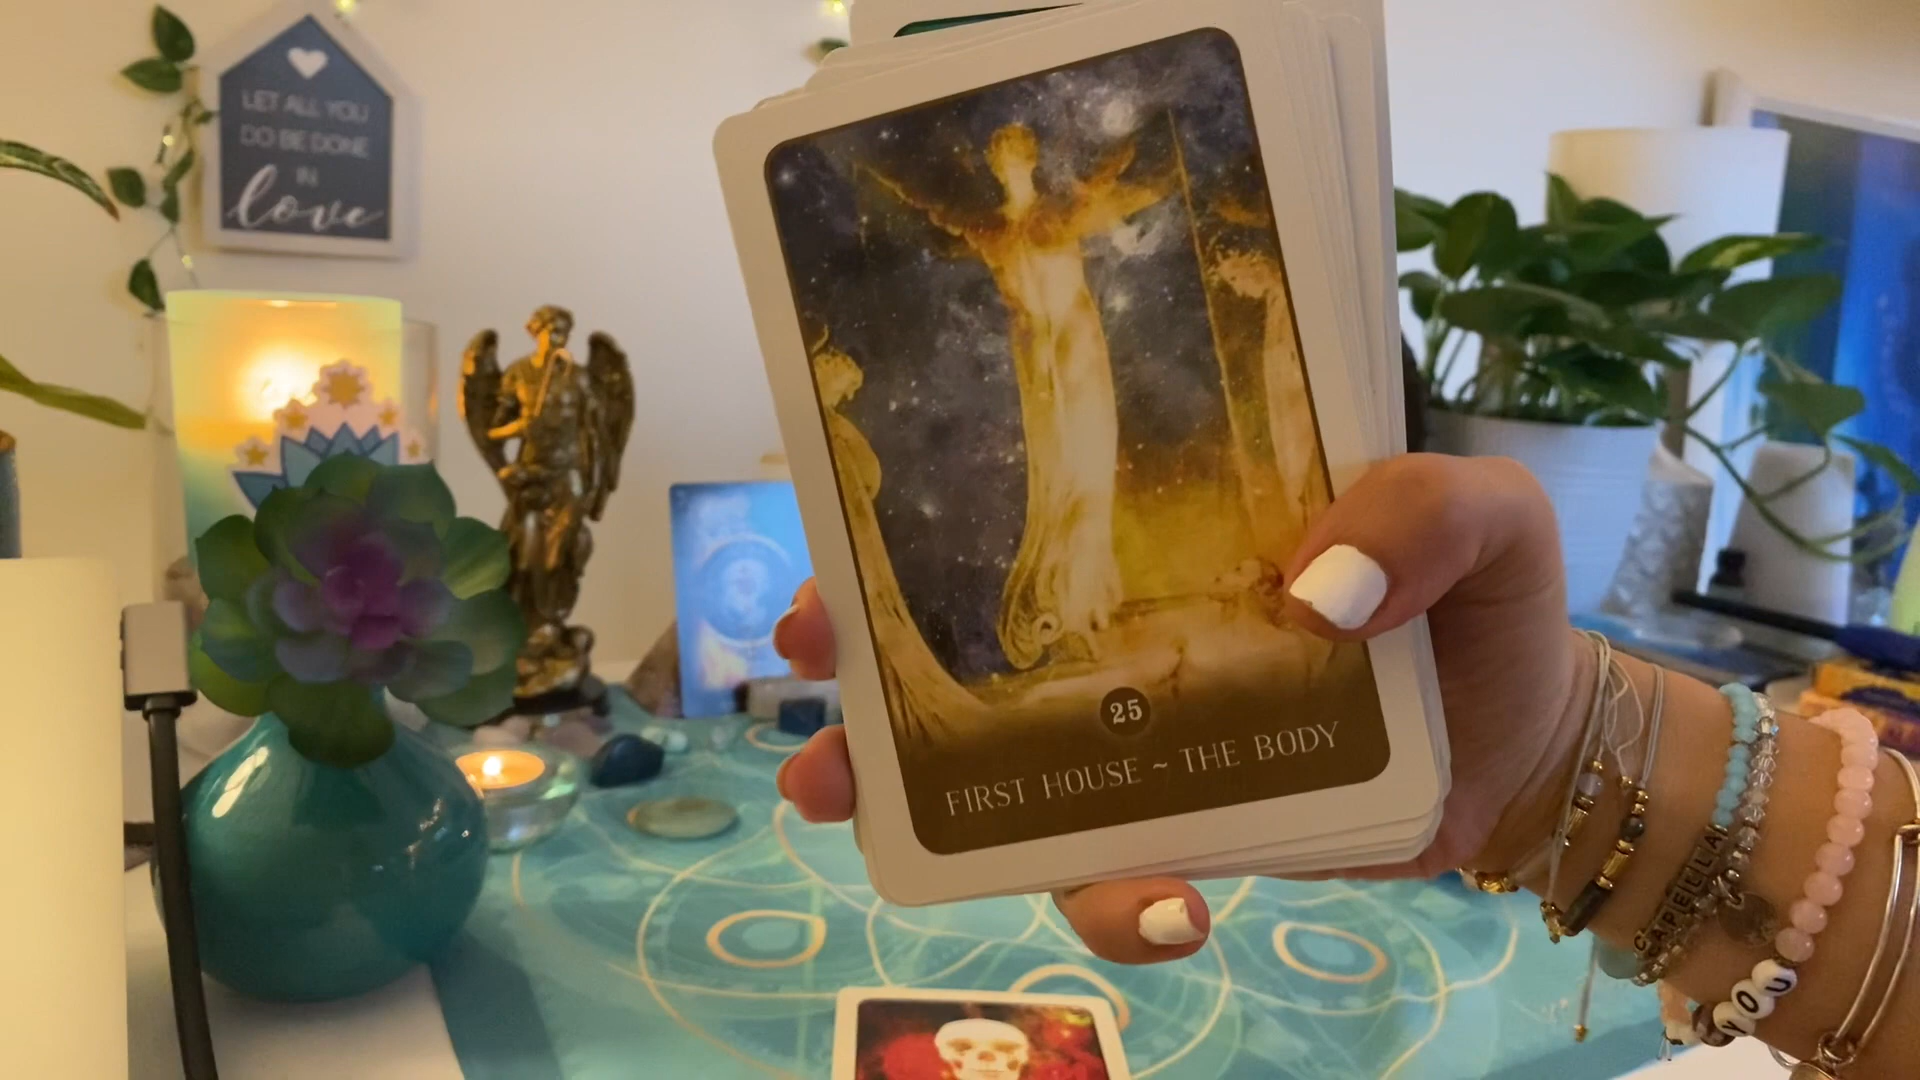 LET ALL YOU
DO BE DONE
IN
love
25
FIRST HOUSE ~ THE BODY
CAPELLA
YOU